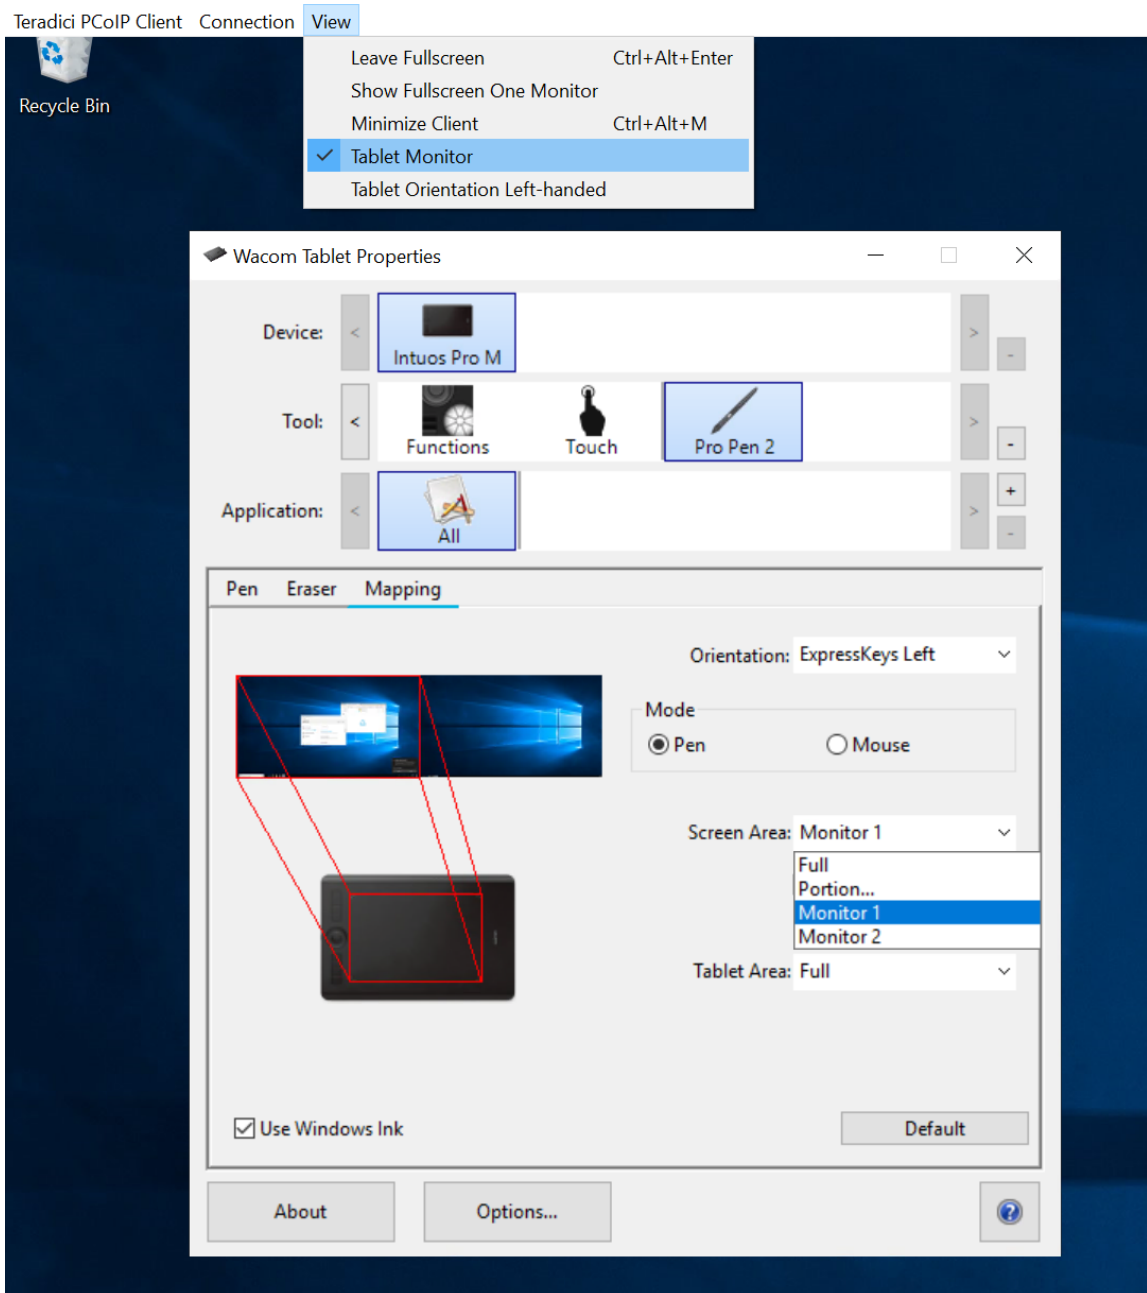 Teradici PCoIP Client Connection View
Leave Fullscreen Ctrl+Alt+Enter
Show Fullscreen One Monitor
Minimize Client Ctrl+Alt+M
Tablet Monitor
Tablet Orientation Left-handed
Recycle Bin
Wacom Tablet Properties
Device: < Intuos Pro M > -
Tool: < Functions Touch Pro Pen 2 > -
Application: < All > + -
Pen Eraser Mapping
Orientation: ExpressKeys Left
Mode
Pen Mouse
Screen Area: Monitor 1
Full
Portion...
Monitor 1
Monitor 2
Tablet Area: Full
Use Windows Ink Default
About Options... ?